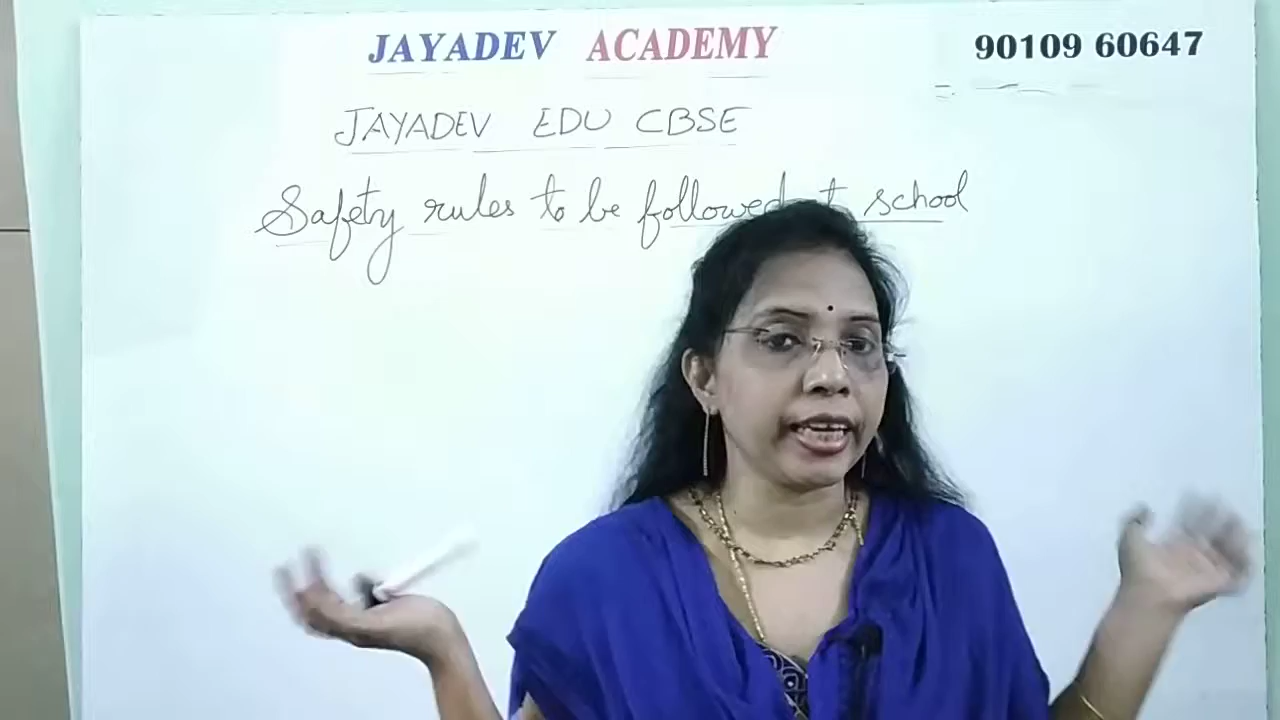 JAYADEV ACADEMY 90109 60647
JAYADEV EDU CBSE
Safety rules to be followed school